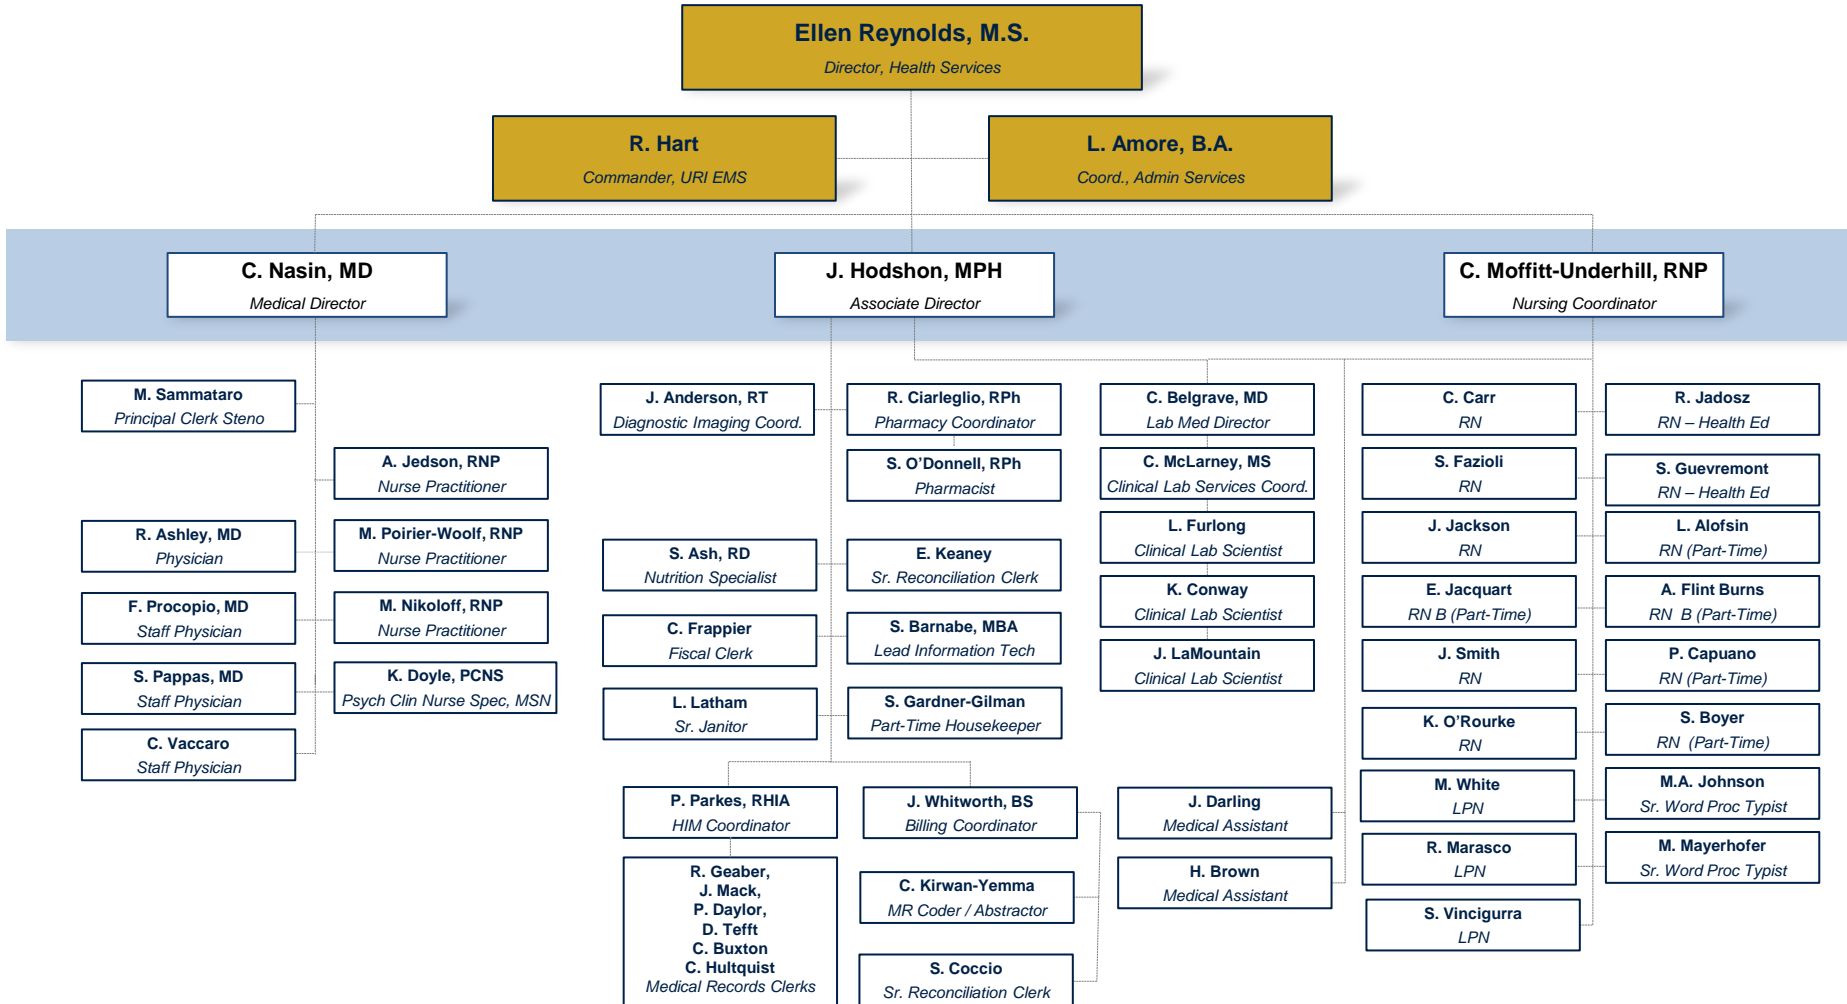 Ellen Reynolds, M.S.
Director, Health Services
R. Hart
Commander, URI EMS
L. Amore, B.A.
Coord., Admin Services
C. Nasin, MD
Medical Director
J. Hodshon, MPH
Associate Director
C. Moffitt-Underhill, RNP
Nursing Coordinator
M. Sammataro
Principal Clerk Steno
A. Jedson, RNP
Nurse Practitioner
R. Ashley, MD
Physician
M. Poirier-Woolf, RNP
Nurse Practitioner
F. Procopio, MD
Staff Physician
M. Nikoloff, RNP
Nurse Practitioner
S. Pappas, MD
Staff Physician
K. Doyle, PCNS
Psych Clin Nurse Spec, MSN
C. Vaccaro
Staff Physician
J. Anderson, RT
Diagnostic Imaging Coord.
R. Ciarleglio, RPh
Pharmacy Coordinator
S. O’Donnell, RPh
Pharmacist
S. Ash, RD
Nutrition Specialist
E. Keaney
Sr. Reconciliation Clerk
C. Frappier
Fiscal Clerk
S. Barnabe, MBA
Lead Information Tech
L. Latham
Sr. Janitor
S. Gardner-Gilman
Part-Time Housekeeper
P. Parkes, RHIA
HIM Coordinator
R. Geaber,
J. Mack,
P. Daylor,
D. Tefft
C. Buxton
C. Hultquist
Medical Records Clerks
J. Whitworth, BS
Billing Coordinator
C. Kirwan-Yemma
MR Coder / Abstractor
S. Coccio
Sr. Reconciliation Clerk
C. Belgrave, MD
Lab Med Director
C. McLarney, MS
Clinical Lab Services Coord.
L. Furlong
Clinical Lab Scientist
K. Conway
Clinical Lab Scientist
J. LaMountain
Clinical Lab Scientist
J. Darling
Medical Assistant
H. Brown
Medical Assistant
C. Carr
RN
R. Jadosz
RN – Health Ed
S. Fazioli
RN
S. Guevremont
RN – Health Ed
J. Jackson
RN
L. Alofsin
RN (Part-Time)
E. Jacquart
RN B (Part-Time)
A. Flint Burns
RN B (Part-Time)
J. Smith
RN
P. Capuano
RN (Part-Time)
K. O’Rourke
RN
S. Boyer
RN (Part-Time)
M. White
LPN
M.A. Johnson
Sr. Word Proc Typist
R. Marasco
LPN
M. Mayerhofer
Sr. Word Proc Typist
S. Vincigurra
LPN